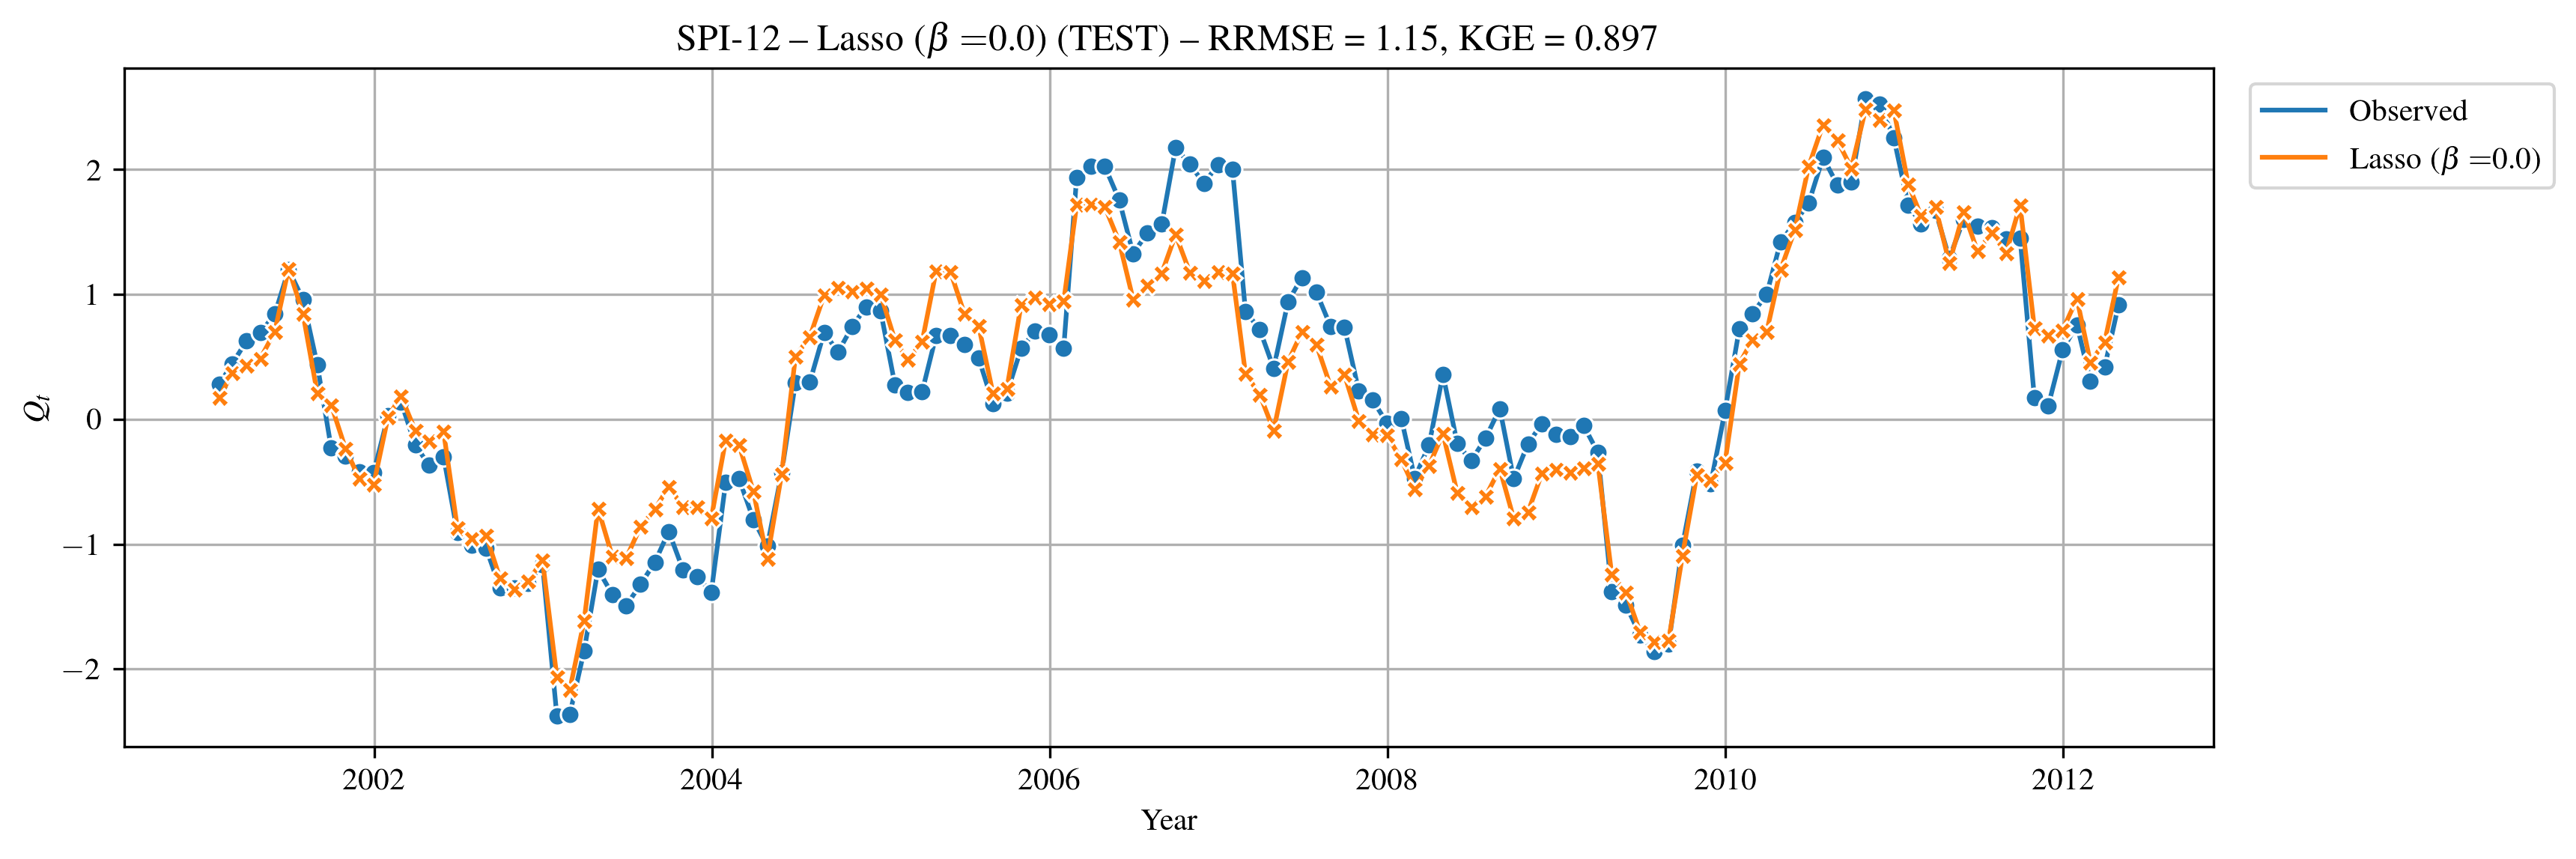 SPI-12 – Lasso (β =0.0) (TEST) – RRMSE = 1.15, KGE = 0.897
Observed
Lasso (β =0.0)
Q_t
2
1
0
−1
−2
2002 2004 2006 2008 2010 2012
Year